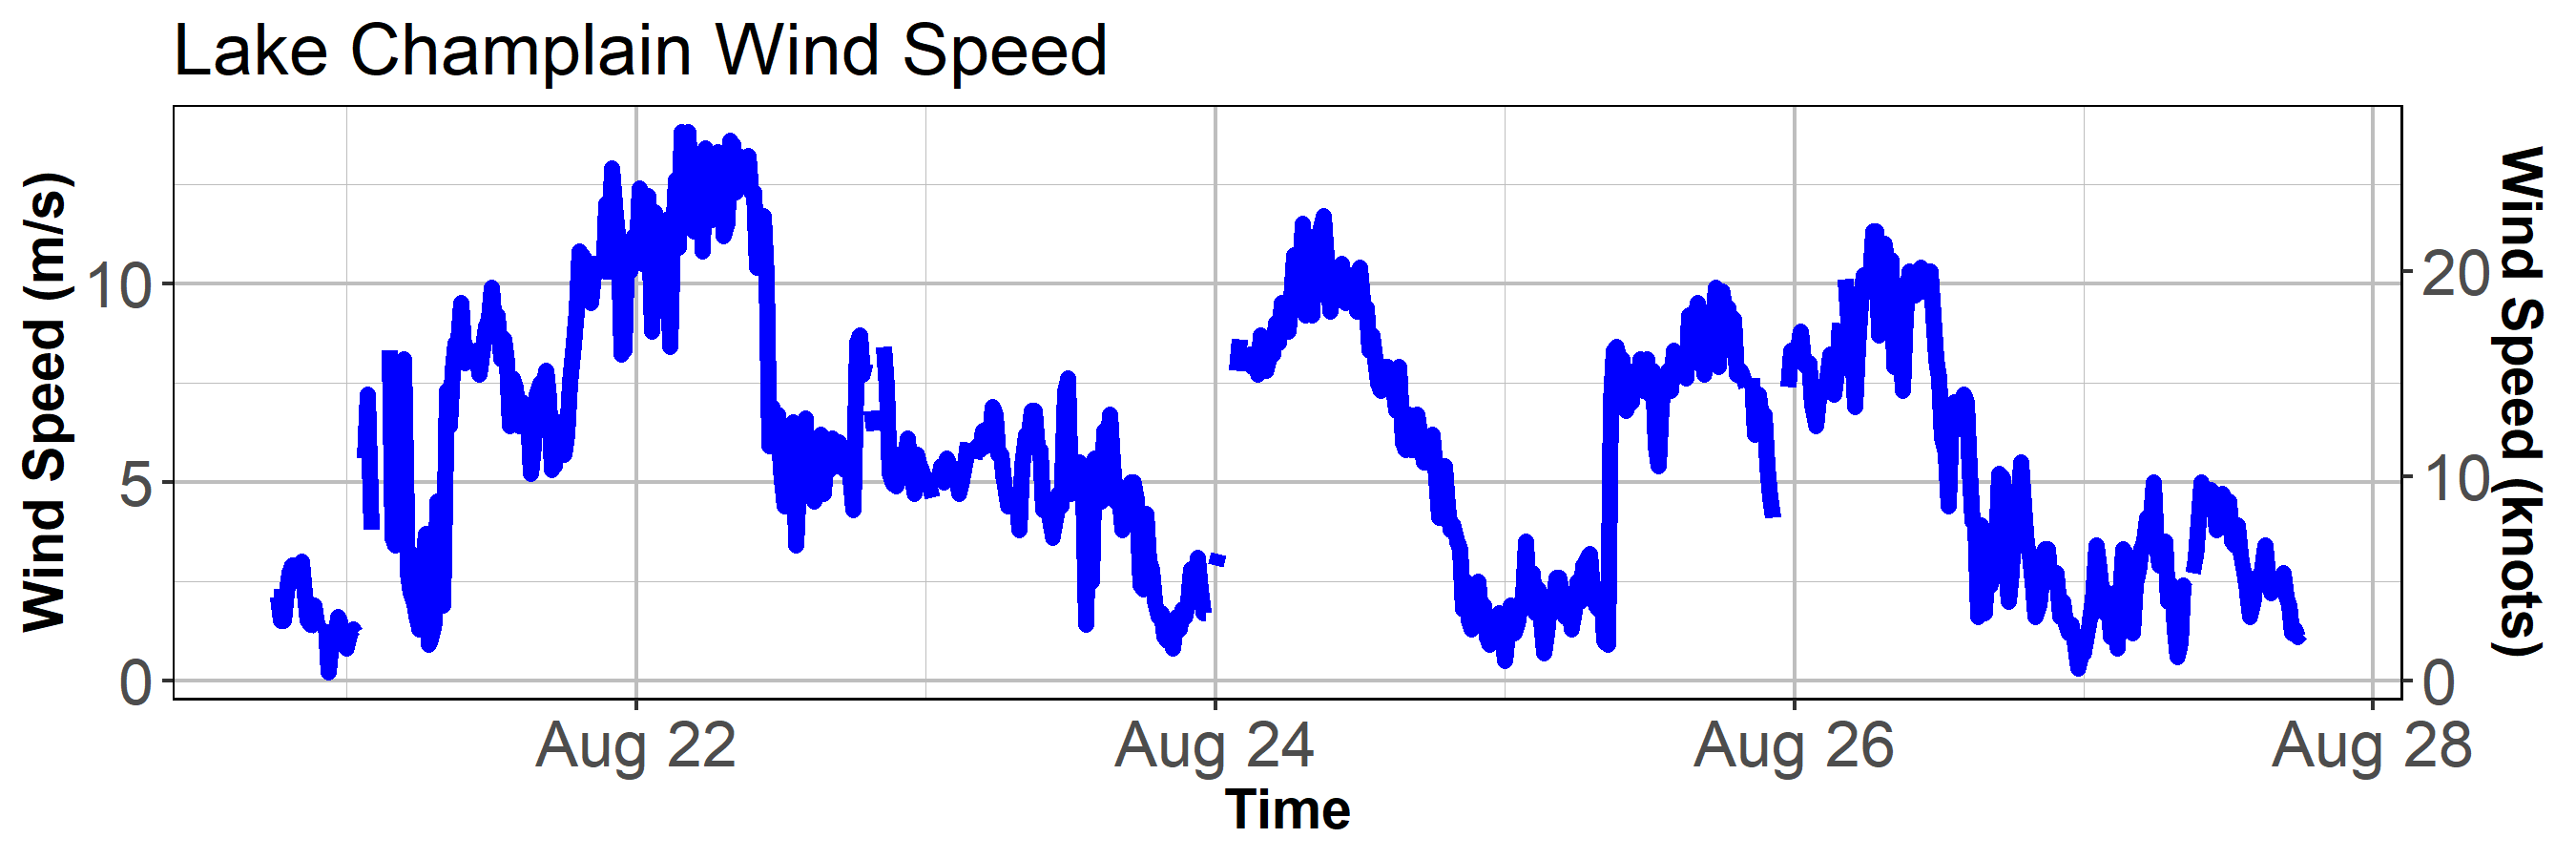 Lake Champlain Wind Speed
Wind Speed (m/s)
10
5
0
20
10
0
Wind Speed (knots)
Aug 22
Aug 24
Aug 26
Aug 28
Time